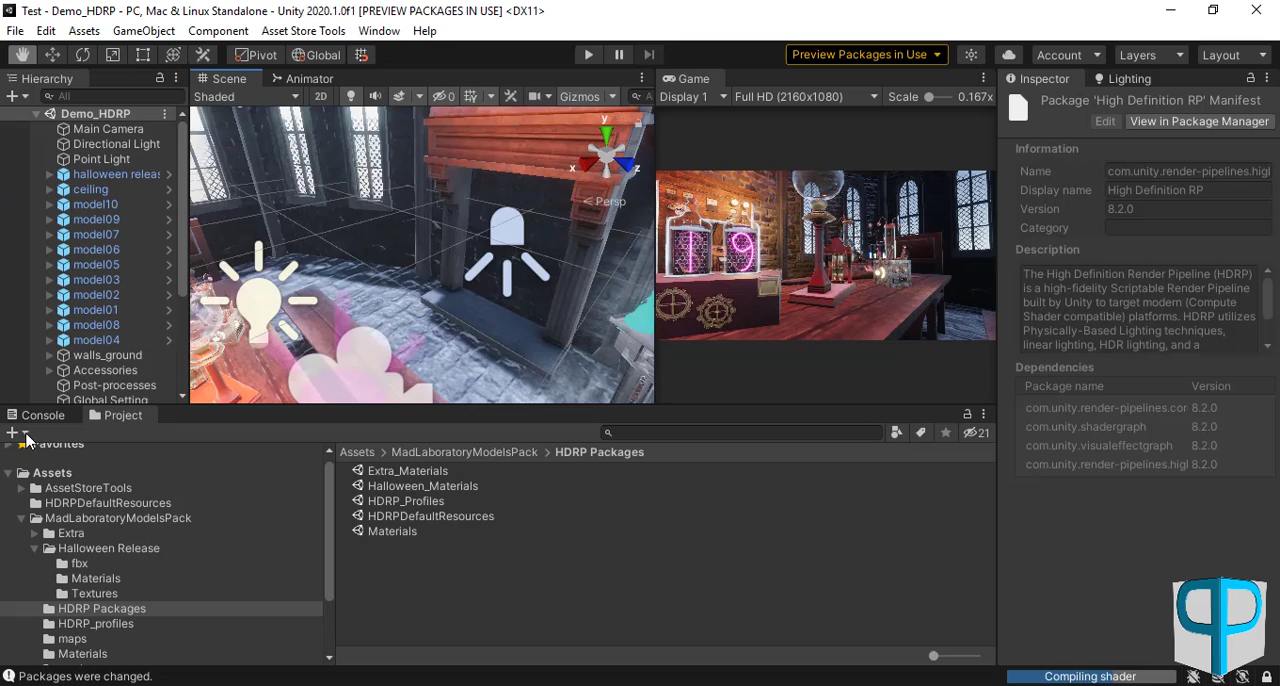 Test - Demo_HDRP - PC, Mac & Linux Standalone - Unity 2020.1.0f1 [PREVIEW PACKAGES IN USE] <DX11>
File Edit Assets GameObject Component Asset Store Tools Window Help
Pivot Global Preview Packages in Use Account Layers Layout
Hierarchy Scene Animator Game Inspector Lighting
All Shaded 2D 0 Gizmos Display 1 Full HD (2160x1080) Scale 0.167x
Demo_HDRP
Main Camera
Directional Light
Point Light
halloween releas
ceiling
model10
model09
model07
model06
model05
model03
model02
model01
model08
model04
walls_ground
Accessories
Post-processes
Global Setting
y
x
z
< Persp
19
Package 'High Definition RP' Manifest
Edit View in Package Manager
Information
Name com.unity.render-pipelines.higl
Display name High Definition RP
Version 8.2.0
Category
Description
The High Definition Render Pipeline (HDRP)
is a high-fidelity Scriptable Render Pipeline
built by Unity to target modern (Compute
Shader compatible) platforms. HDRP utilizes
Physically-Based Lighting techniques,
linear lighting, HDR lighting, and a
Dependencies
Package name Version
com.unity.render-pipelines.cor 8.2.0
com.unity.shadergraph 8.2.0
com.unity.visualeffectgraph 8.2.0
com.unity.render-pipelines.higl 8.2.0
Console Project
21
Favorites
Assets
AssetStoreTools
HDRPDefaultResources
MadLaboratoryModelsPack
Extra
Halloween Release
fbx
Materials
Textures
HDRP Packages
HDRP_profiles
maps
Materials
Assets > MadLaboratoryModelsPack > HDRP Packages
Extra_Materials
Halloween_Materials
HDRP_Profiles
HDRPDefaultResources
Materials
Packages were changed.
Compiling shader